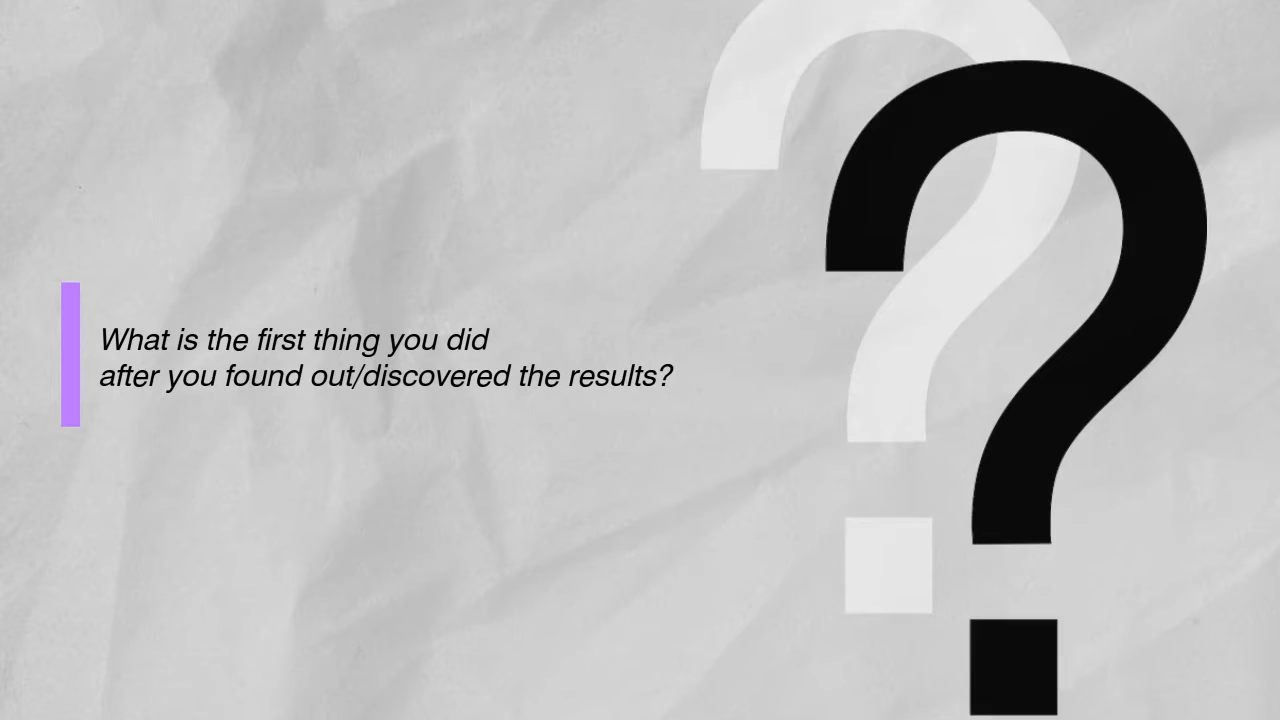 What is the first thing you did
after you found out/discovered the results?